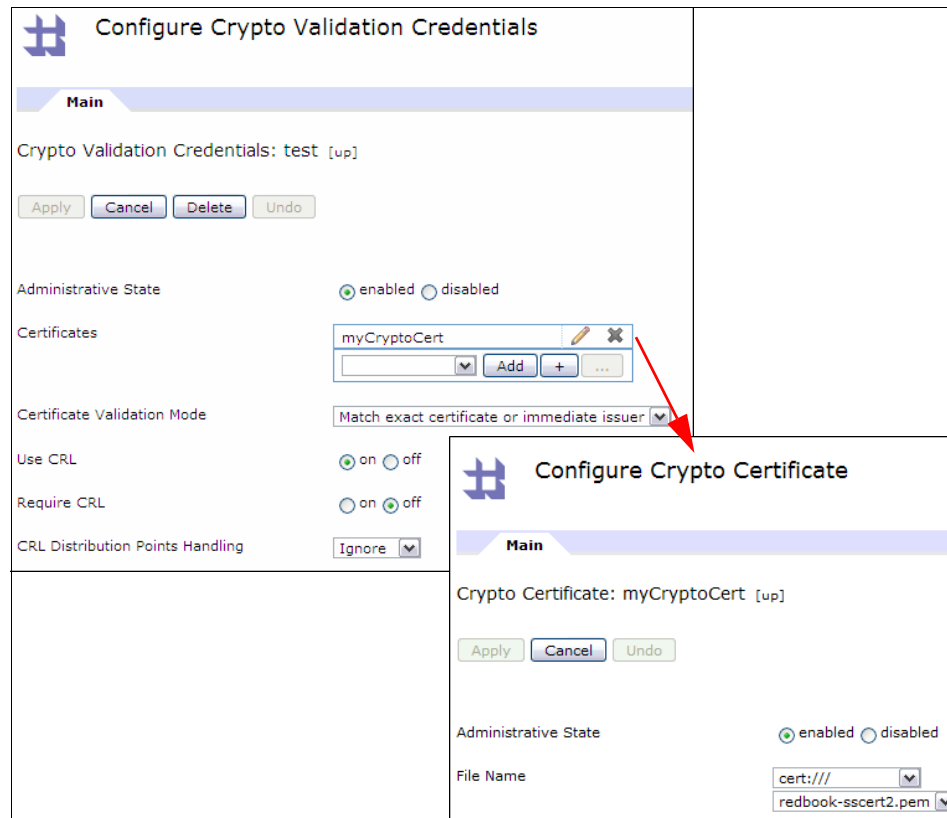 Configure Crypto Validation Credentials
Main
Crypto Validation Credentials: test [up]
Apply Cancel Delete Undo
Administrative State enabled disabled
Certificates myCryptoCert
Add + ...
Certificate Validation Mode Match exact certificate or immediate issuer
Use CRL on off
Require CRL on off
CRL Distribution Points Handling Ignore
Configure Crypto Certificate
Main
Crypto Certificate: myCryptoCert [up]
Apply Cancel Undo
Administrative State enabled disabled
File Name cert:///
redbook-sscert2.pem